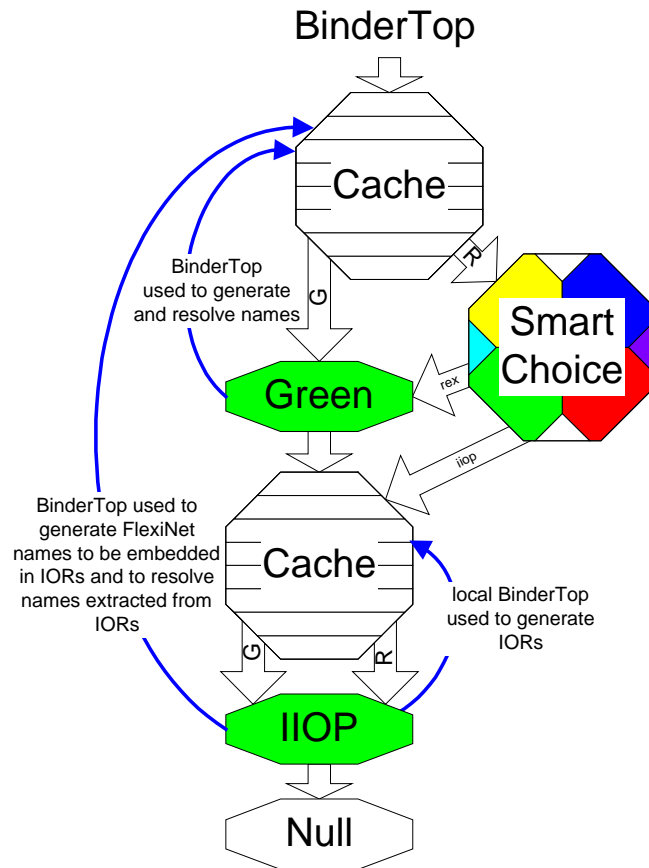 BinderTop
Cache
R
BinderTop
used to generate
and resolve names
G
Smart
Choice
rex
Green
iiop
BinderTop used to
generate FlexiNet
names to be embedded
in IORs and to resolve
names extracted from
IORs
Cache
local BinderTop
used to generate
IORs
G
R
IIOP
Null